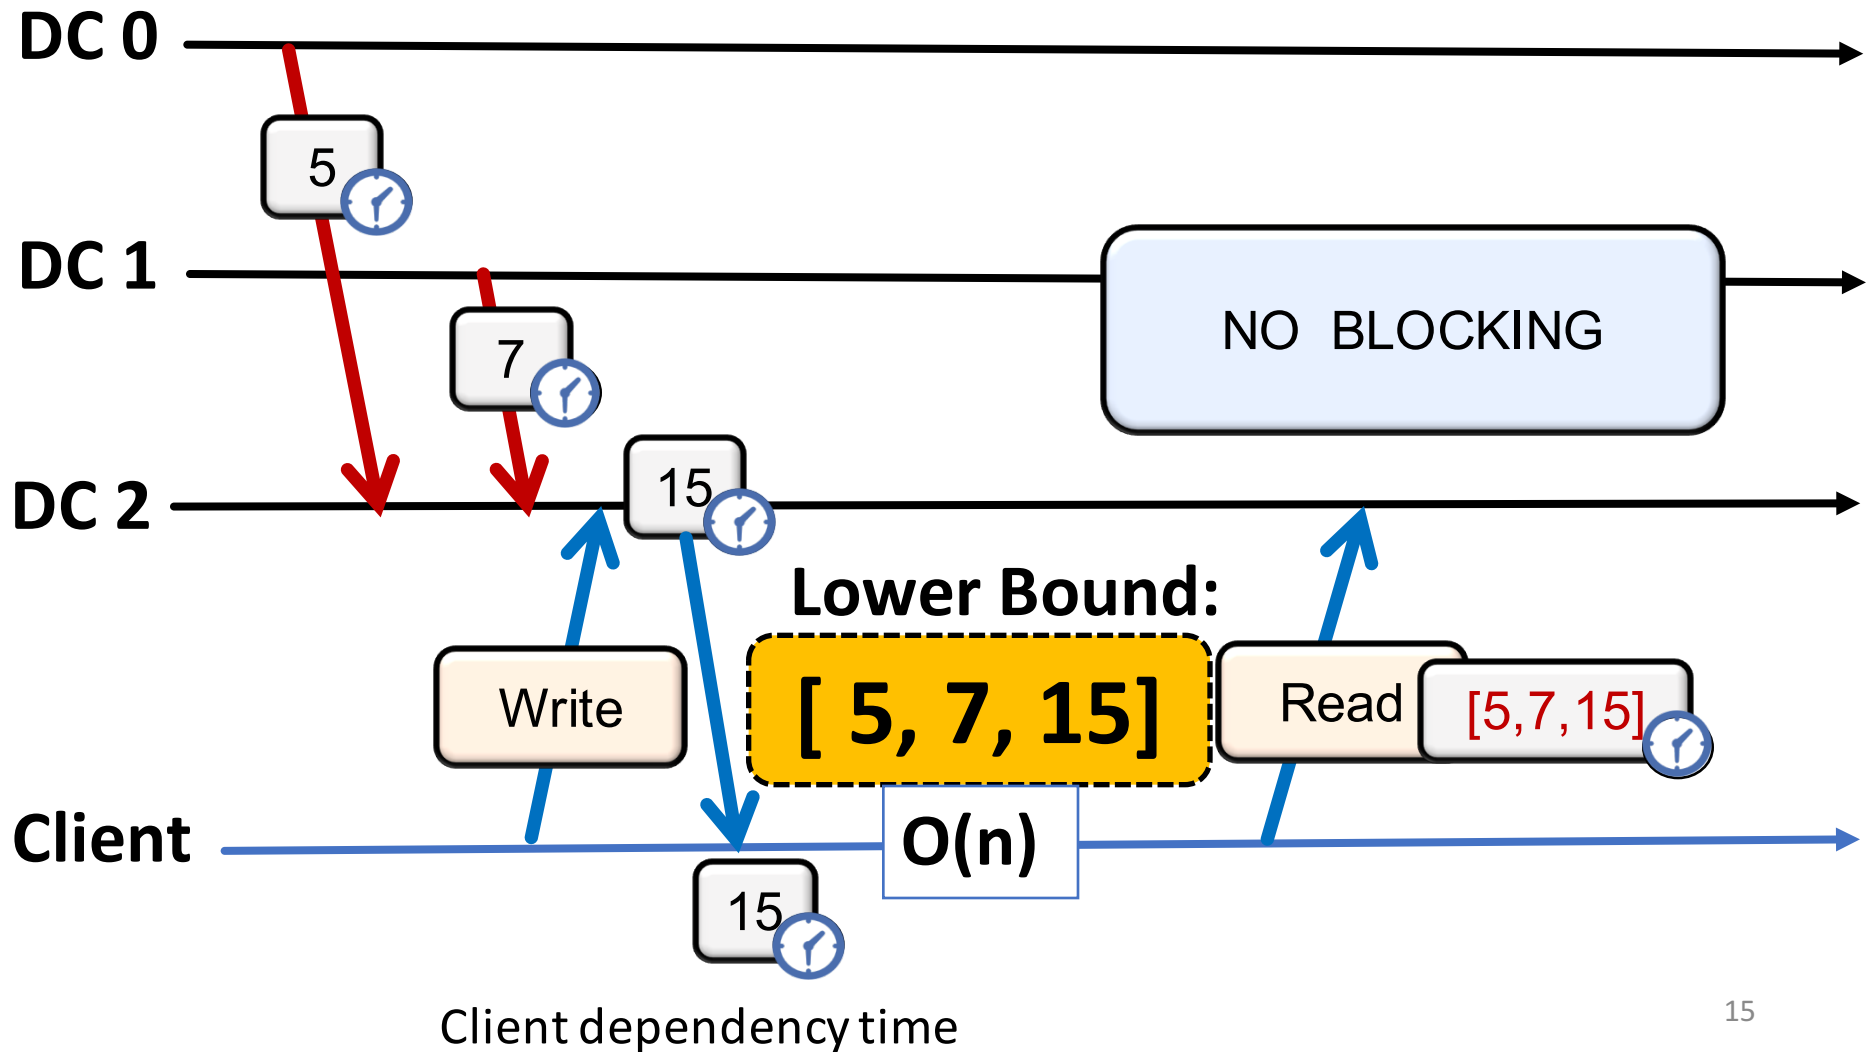 DC 0
5
DC 1
7
NO BLOCKING
DC 2
15
Lower Bound:
Write
[ 5, 7, 15]
Read
[5,7,15]
Client
O(n)
15
Client dependency time
15